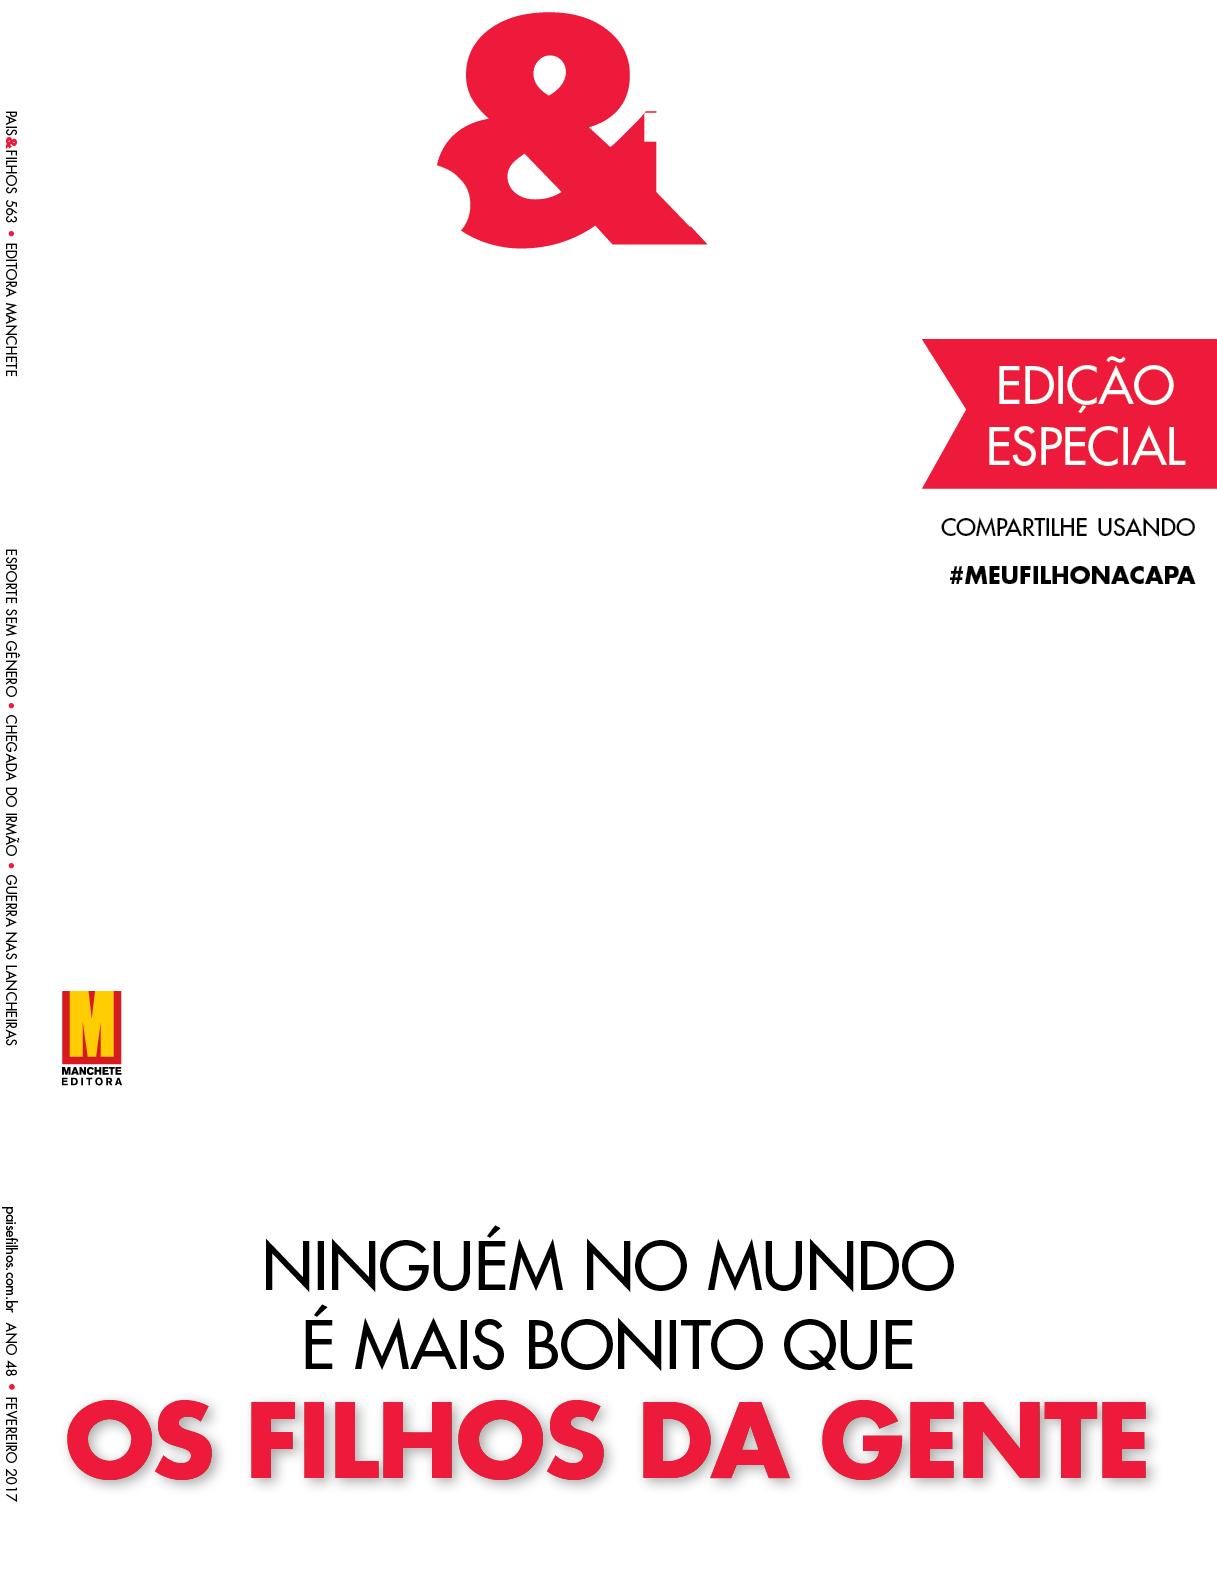 &
PAIS&FILHOS 563 • EDITORA MANCHETE
EDIÇÃO
ESPECIAL
COMPARTILHE USANDO
#MEUFILHONACAPA
ESPORTE SEM GÊNERO • CHEGADA DO IRMÃO • GUERRA NAS LANCHEIRAS
M
MANCHETE
EDITORA
paisefilhos.com.br ANO 48 • FEVEREIRO 2017
NINGUÉM NO MUNDO
É MAIS BONITO QUE
OS FILHOS DA GENTE